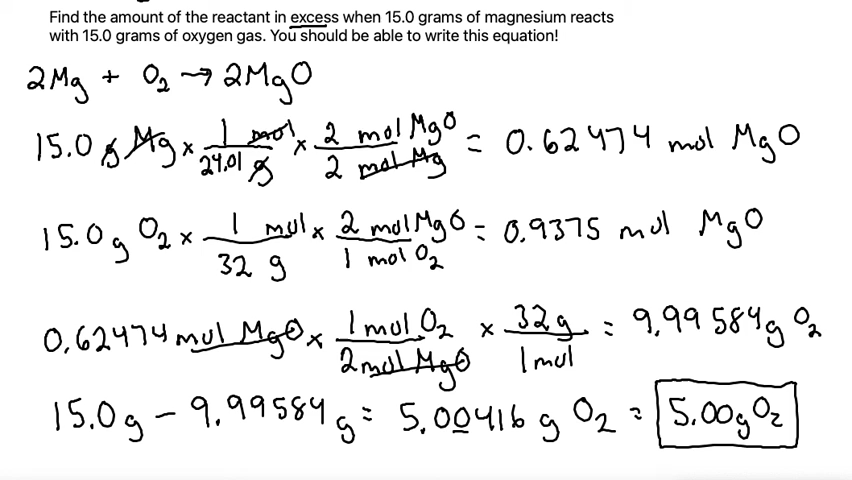 Find the amount of the reactant in excess when 15.0 grams of magnesium reacts
with 15.0 grams of oxygen gas. You should be able to write this equation!
2Mg + O₂ → 2MgO
15.0 g Mg × 1 mol / 24.01 g × 2 mol MgO / 2 mol Mg = 0.62474 mol MgO
15.0 g O₂ × 1 mol / 32 g × 2 mol MgO / 1 mol O₂ = 0.9375 mol MgO
0.62474 mol MgO × 1 mol O₂ / 2 mol MgO × 32 g / 1 mol = 9.99584 g O₂
15.0 g - 9.99584 g = 5.00416 g O₂ = 5.00 g O₂